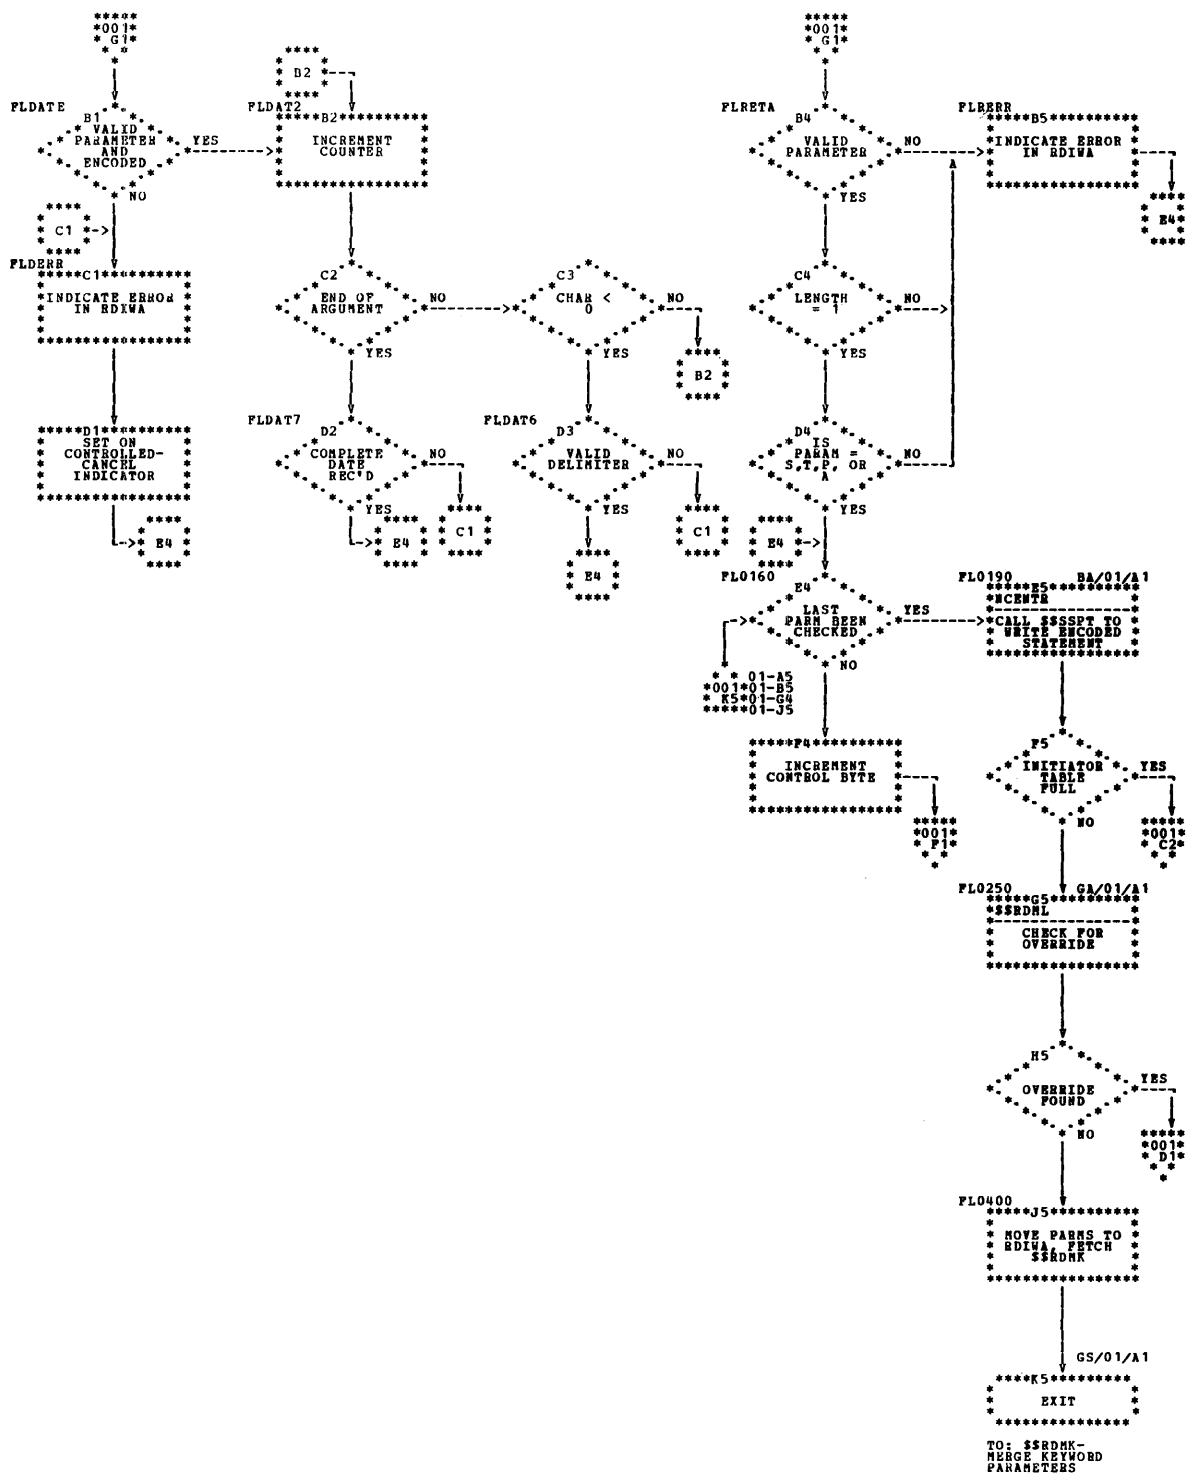 001
G1
B2
FLDATE
B1
VALID
PARAMETER
AND
ENCODED
YES
NO
FLDAT2
B2
INCREMENT
COUNTER
C1
FLDERR
C1
INDICATE ERROR
IN RDIWA
D1
SET ON
CONTROLLED-
CANCEL
INDICATOR
E4
C2
END OF
ARGUMENT
NO
YES
C3
CHAR <
0
NO
YES
B2
FLDAT7
D2
COMPLETE
DATE
REC'D
NO
YES
C1
E4
FLDAT6
D3
VALID
DELIMITER
NO
YES
C1
E4
001
G1
FLRETA
B4
VALID
PARAMETER
NO
YES
A
FLRERR
B5
INDICATE ERROR
IN RDIWA
E4
C4
LENGTH
= 1
NO
YES
D4
IS
PARAM =
S,T,P, OR
A
NO
YES
E4
FL0160
E4
LAST
PARM BEEN
CHECKED
YES
NO
001
K5
01-A5
01-B5
01-G4
01-J5
F4
INCREMENT
CONTROL BYTE
001
F1
FL0190
BA/01/A1
E5
NCENTR
CALL $$SSPT TO
WRITE ENCODED
STATEMENT
F5
INITIATOR
TABLE
FULL
YES
NO
001
C2
FL0250
GA/01/A1
G5
$$RDML
CHECK FOR
OVERRIDE
H5
OVERRIDE
FOUND
YES
NO
001
D1
FL0400
J5
MOVE PARMS TO
RDIWA, FETCH
$$RDMK
GS/01/A1
K5
EXIT
TO: $$RDMK-
MERGE KEYWORD
PARAMETERS